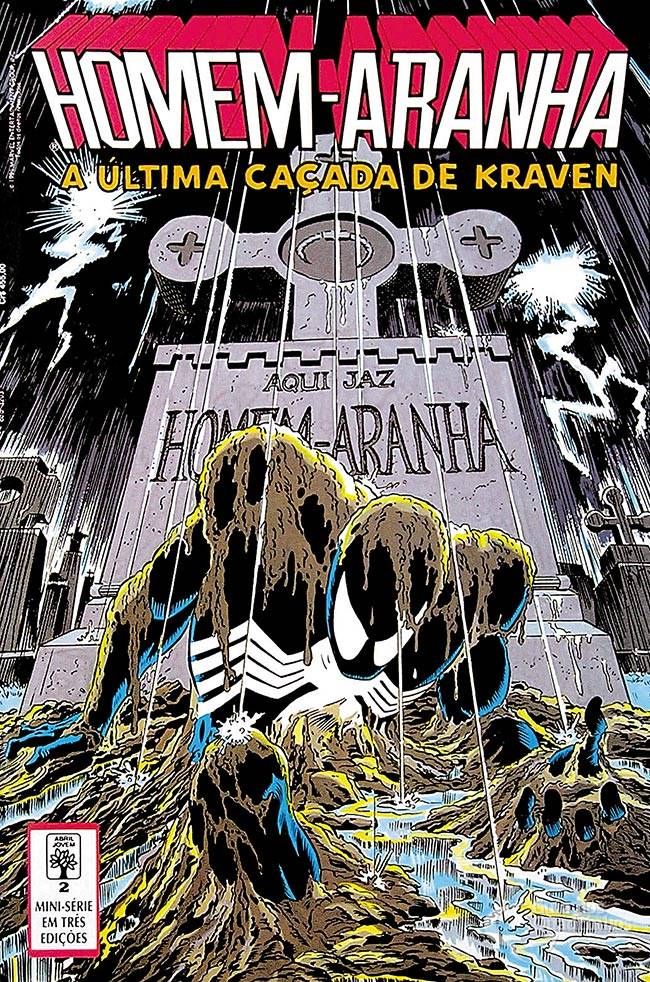 HOMEM-ARANHA
A ÚLTIMA CAÇADA DE KRAVEN
AQUI JAZ
HOMEM-ARANHA
ABRIL
JOVEM
2
MINI-SÉRIE
EM TRÊS
EDIÇÕES